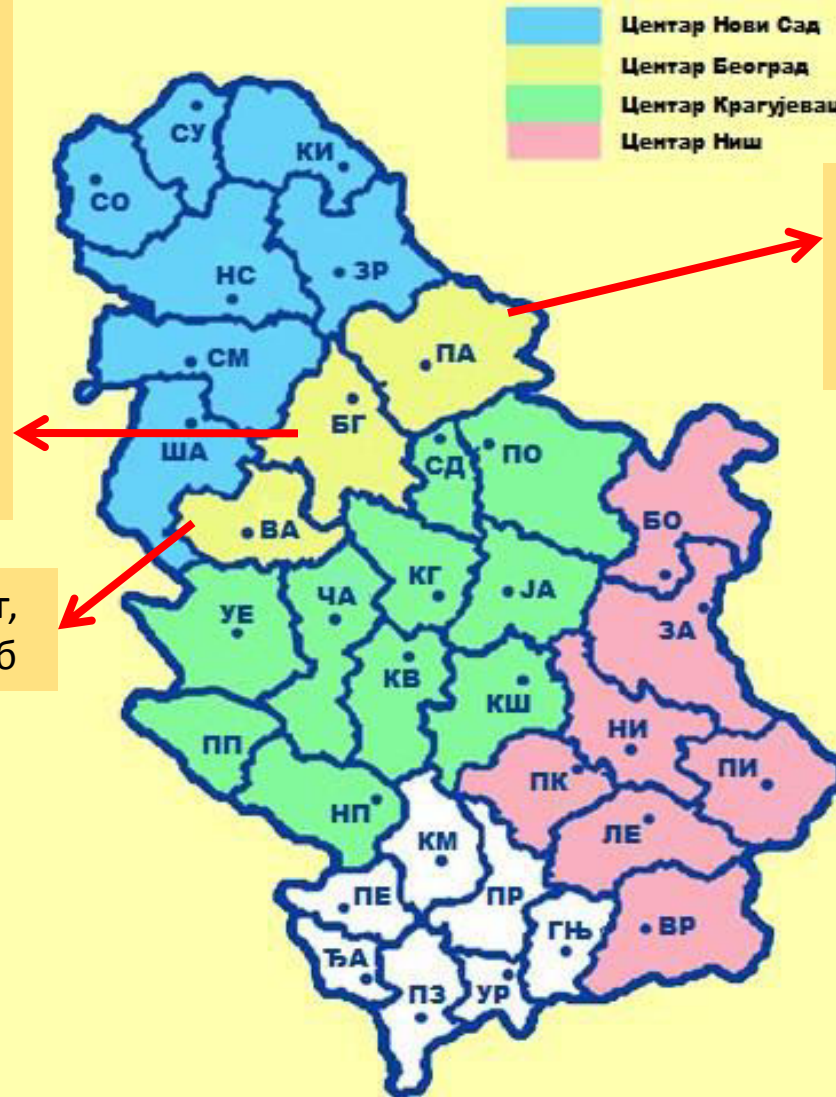 Центар Нови Сад
Центар Београд
Центар Крагујевац
Центар Ниш
СУ
КИ
СО
ЗР
НС
СМ
ПА
БГ
ША
СД
ПО
ВА
БО
КГ
ЈА
УЕ
ЧА
ЗА
т,
б
КВ
КШ
НИ
ПП
ПК
ПИ
НП
ЛЕ
КМ
ПЕ
ПР
ГЊ
ВР
ЂА
ПЗ
УР